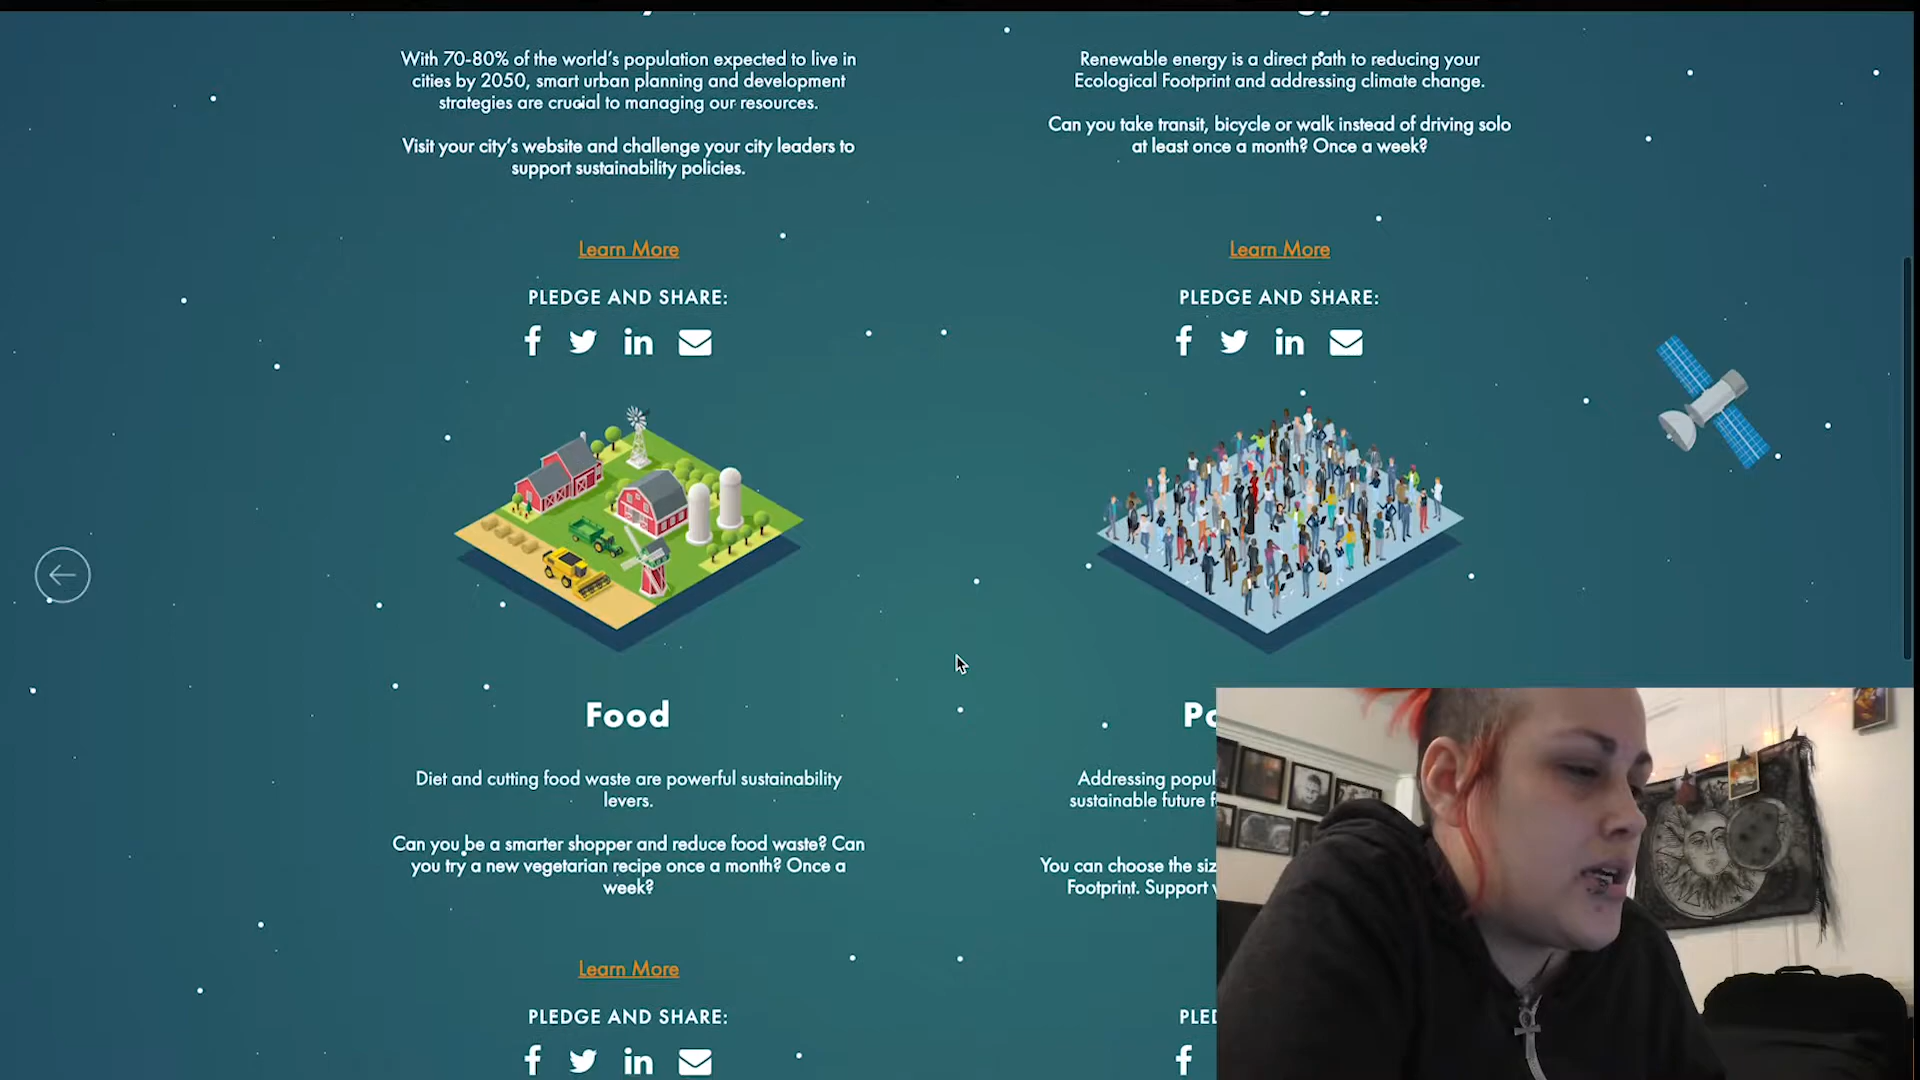 With 70-80% of the world's population expected to live in
cities by 2050, smart urban planning and development
strategies are crucial to managing our resources.
Visit your city's website and challenge your city leaders to
support sustainability policies.
Learn More
PLEDGE AND SHARE:
Renewable energy is a direct path to reducing your
Ecological Footprint and addressing climate change.
Can you take transit, bicycle or walk instead of driving solo
at least once a month? Once a week?
Learn More
PLEDGE AND SHARE:
Food
Diet and cutting food waste are powerful sustainability
levers.
Can you be a smarter shopper and reduce food waste? Can
you try a new vegetarian recipe once a month? Once a
week?
Learn More
PLEDGE AND SHARE:
Addressing
sustainable future
You can choose the
Footprint. Support